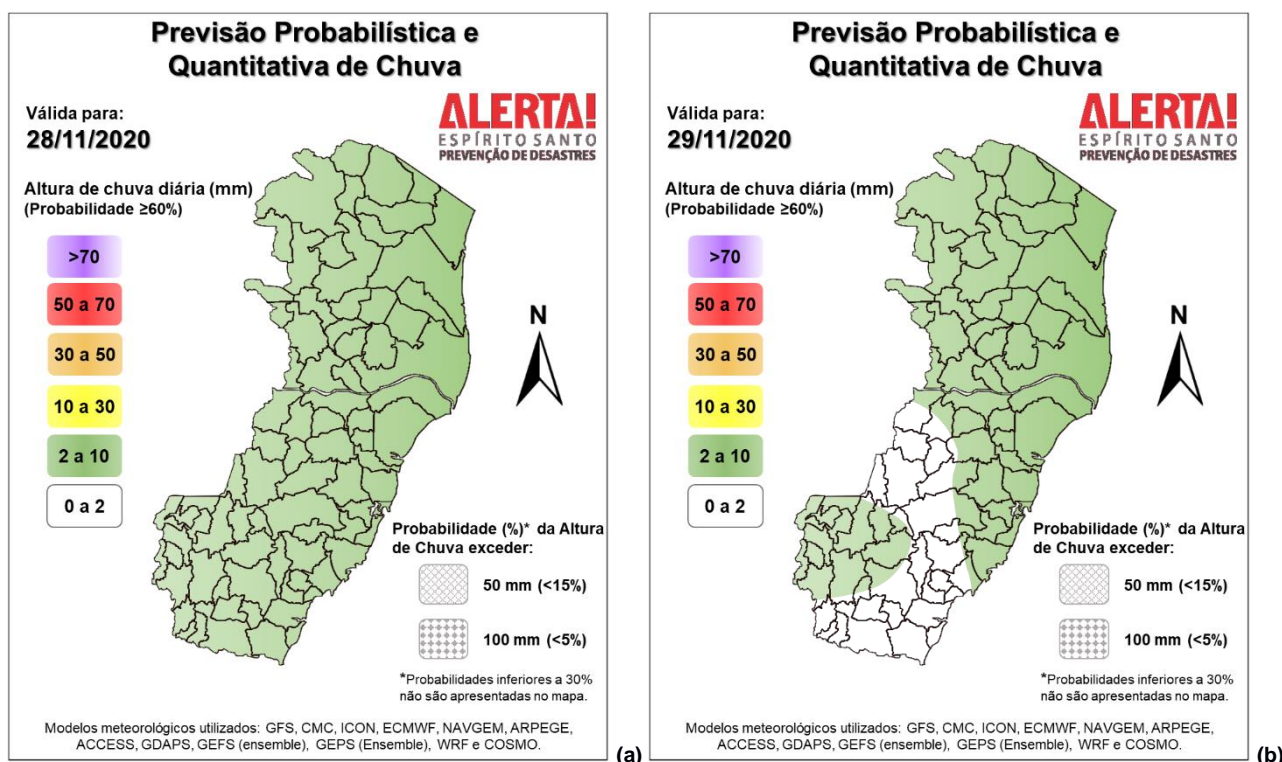 Previsão Probabilística e
Quantitativa de Chuva
Válida para:
28/11/2020
ALERTA!
ESPÍRITO SANTO
PREVENÇÃO DE DESASTRES
Altura de chuva diária (mm)
(Probabilidade ≥60%)
>70
50 a 70
30 a 50
10 a 30
2 a 10
0 a 2
N
Probabilidade (%)* da Altura
de Chuva exceder:
50 mm (<15%)
100 mm (<5%)
*Probabilidades inferiores a 30%
não são apresentadas no mapa.
Modelos meteorológicos utilizados: GFS, CMC, ICON, ECMWF, NAVGEM, ARPEGE,
ACCESS, GDAPS, GEFS (ensemble), GEPS (Ensemble), WRF e COSMO.
(a)
Previsão Probabilística e
Quantitativa de Chuva
Válida para:
29/11/2020
ALERTA!
ESPÍRITO SANTO
PREVENÇÃO DE DESASTRES
Altura de chuva diária (mm)
(Probabilidade ≥60%)
>70
50 a 70
30 a 50
10 a 30
2 a 10
0 a 2
N
Probabilidade (%)* da Altura
de Chuva exceder:
50 mm (<15%)
100 mm (<5%)
*Probabilidades inferiores a 30%
não são apresentadas no mapa.
Modelos meteorológicos utilizados: GFS, CMC, ICON, ECMWF, NAVGEM, ARPEGE,
ACCESS, GDAPS, GEFS (ensemble), GEPS (Ensemble), WRF e COSMO.
(b)